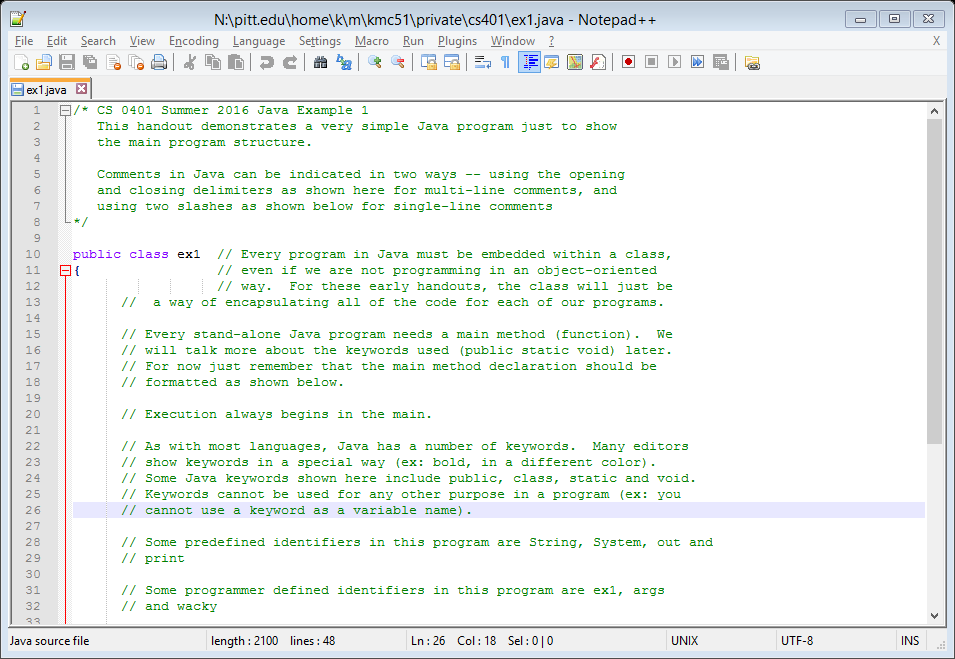 N:\pitt.edu\home\k\m\kmc51\private\cs401\ex1.java - Notepad++
File Edit Search View Encoding Language Settings Macro Run Plugins Window ? X
ex1.java
1 /* CS 0401 Summer 2016 Java Example 1
2 This handout demonstrates a very simple Java program just to show
3 the main program structure.
4
5 Comments in Java can be indicated in two ways -- using the opening
6 and closing delimiters as shown here for multi-line comments, and
7 using two slashes as shown below for single-line comments
8 */
9
10 public class ex1 // Every program in Java must be embedded within a class,
11 { // even if we are not programming in an object-oriented
12 // way. For these early handouts, the class will just be
13 // a way of encapsulating all of the code for each of our programs.
14
15 // Every stand-alone Java program needs a main method (function). We
16 // will talk more about the keywords used (public static void) later.
17 // For now just remember that the main method declaration should be
18 // formatted as shown below.
19
20 // Execution always begins in the main.
21
22 // As with most languages, Java has a number of keywords. Many editors
23 // show keywords in a special way (ex: bold, in a different color).
24 // Some Java keywords shown here include public, class, static and void.
25 // Keywords cannot be used for any other purpose in a program (ex: you
26 // cannot use a keyword as a variable name).
27
28 // Some predefined identifiers in this program are String, System, out and
29 // print
30
31 // Some programmer defined identifiers in this program are ex1, args
32 // and wacky
33
Java source file length : 2100 lines : 48 Ln : 26 Col : 18 Sel : 0 | 0 UNIX UTF-8 INS